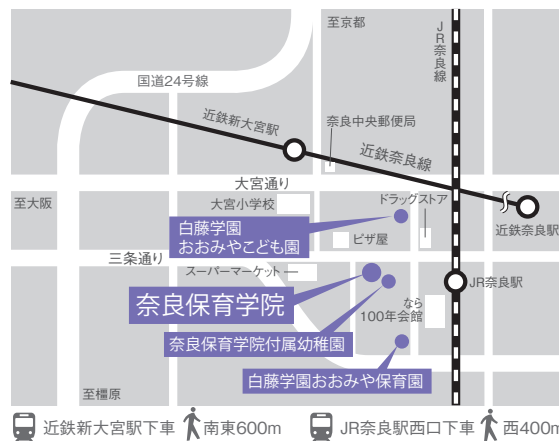 至京都
JR奈良線
国道24号線
近鉄新大宮駅
奈良中央郵便局
近鉄奈良線
大宮通り
ドラッグストア
至大阪
大宮小学校
白藤学園
おおみやこども園
ピザ屋
近鉄奈良駅
三条通り
スーパーマーケット
奈良保育学院
JR奈良駅
なら
100年会館
奈良保育学院付属幼稚園
白藤学園おおみや保育園
至橿原
近鉄新大宮駅下車 南東600m
JR奈良駅西口下車 西400m